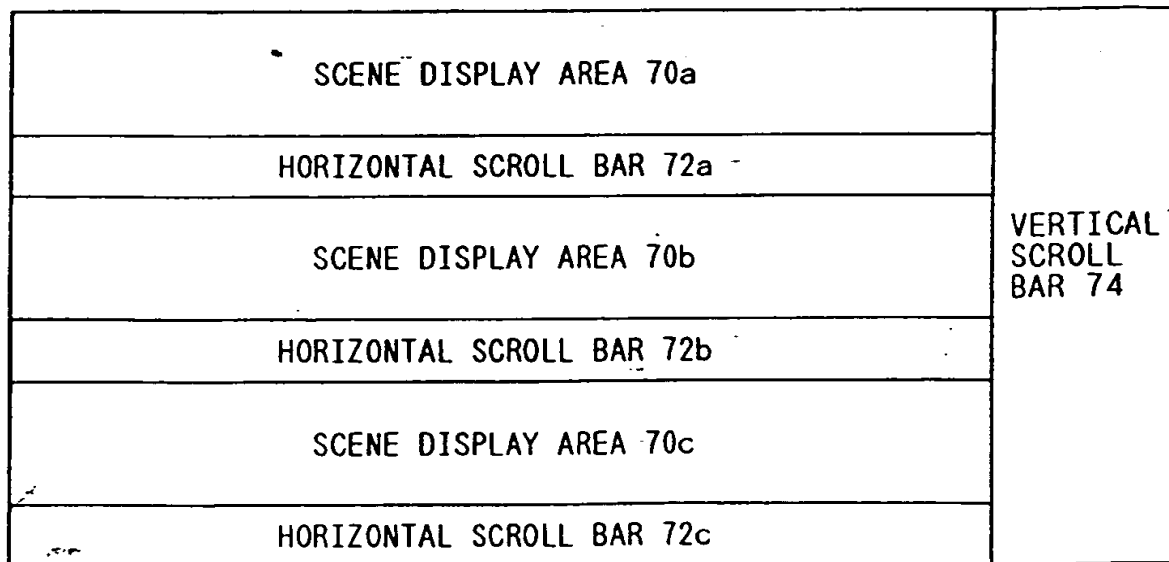 SCENE DISPLAY AREA 70a
HORIZONTAL SCROLL BAR 72a
SCENE DISPLAY AREA 70b
HORIZONTAL SCROLL BAR 72b
SCENE DISPLAY AREA 70c
HORIZONTAL SCROLL BAR 72c
VERTICAL
SCROLL
BAR 74